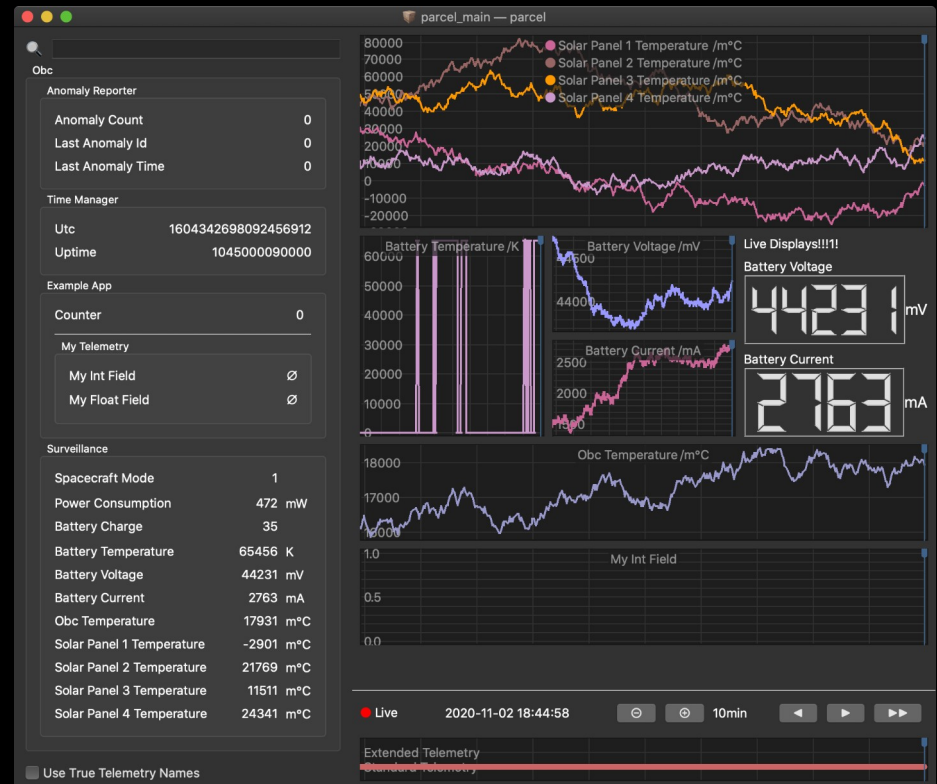 parcel_main — parcel
Obc
Anomaly Reporter
Anomaly Count 0
Last Anomaly Id 0
Last Anomaly Time 0
Time Manager
Utc 1604342698092456912
Uptime 1045000090000
Example App
Counter 0
My Telemetry
My Int Field Ø
My Float Field Ø
Surveillance
Spacecraft Mode 1
Power Consumption 472 mW
Battery Charge 35
Battery Temperature 65456 K
Battery Voltage 44231 mV
Battery Current 2763 mA
Obc Temperature 17931 m°C
Solar Panel 1 Temperature -2901 m°C
Solar Panel 2 Temperature 21769 m°C
Solar Panel 3 Temperature 11511 m°C
Solar Panel 4 Temperature 24341 m°C
Use True Telemetry Names
80000
70000
60000
50000
40000
30000
20000
10000
0
-10000
-20000
Solar Panel 1 Temperature /m°C
Solar Panel 2 Temperature /m°C
Solar Panel 3 Temperature /m°C
Solar Panel 4 Temperature /m°C
Battery Temperature /K
60000
50000
40000
30000
20000
10000
0
Battery Voltage /mV
44500
44000
Battery Current /mA
2500
2000
1500
Live Displays!!!1!
Battery Voltage
44231 mV
Battery Current
2763 mA
Obc Temperature /m°C
18000
17000
16000
My Int Field
1.0
0.5
0.0
Live 2020-11-02 18:44:58 10min
Extended Telemetry
Standard Telemetry